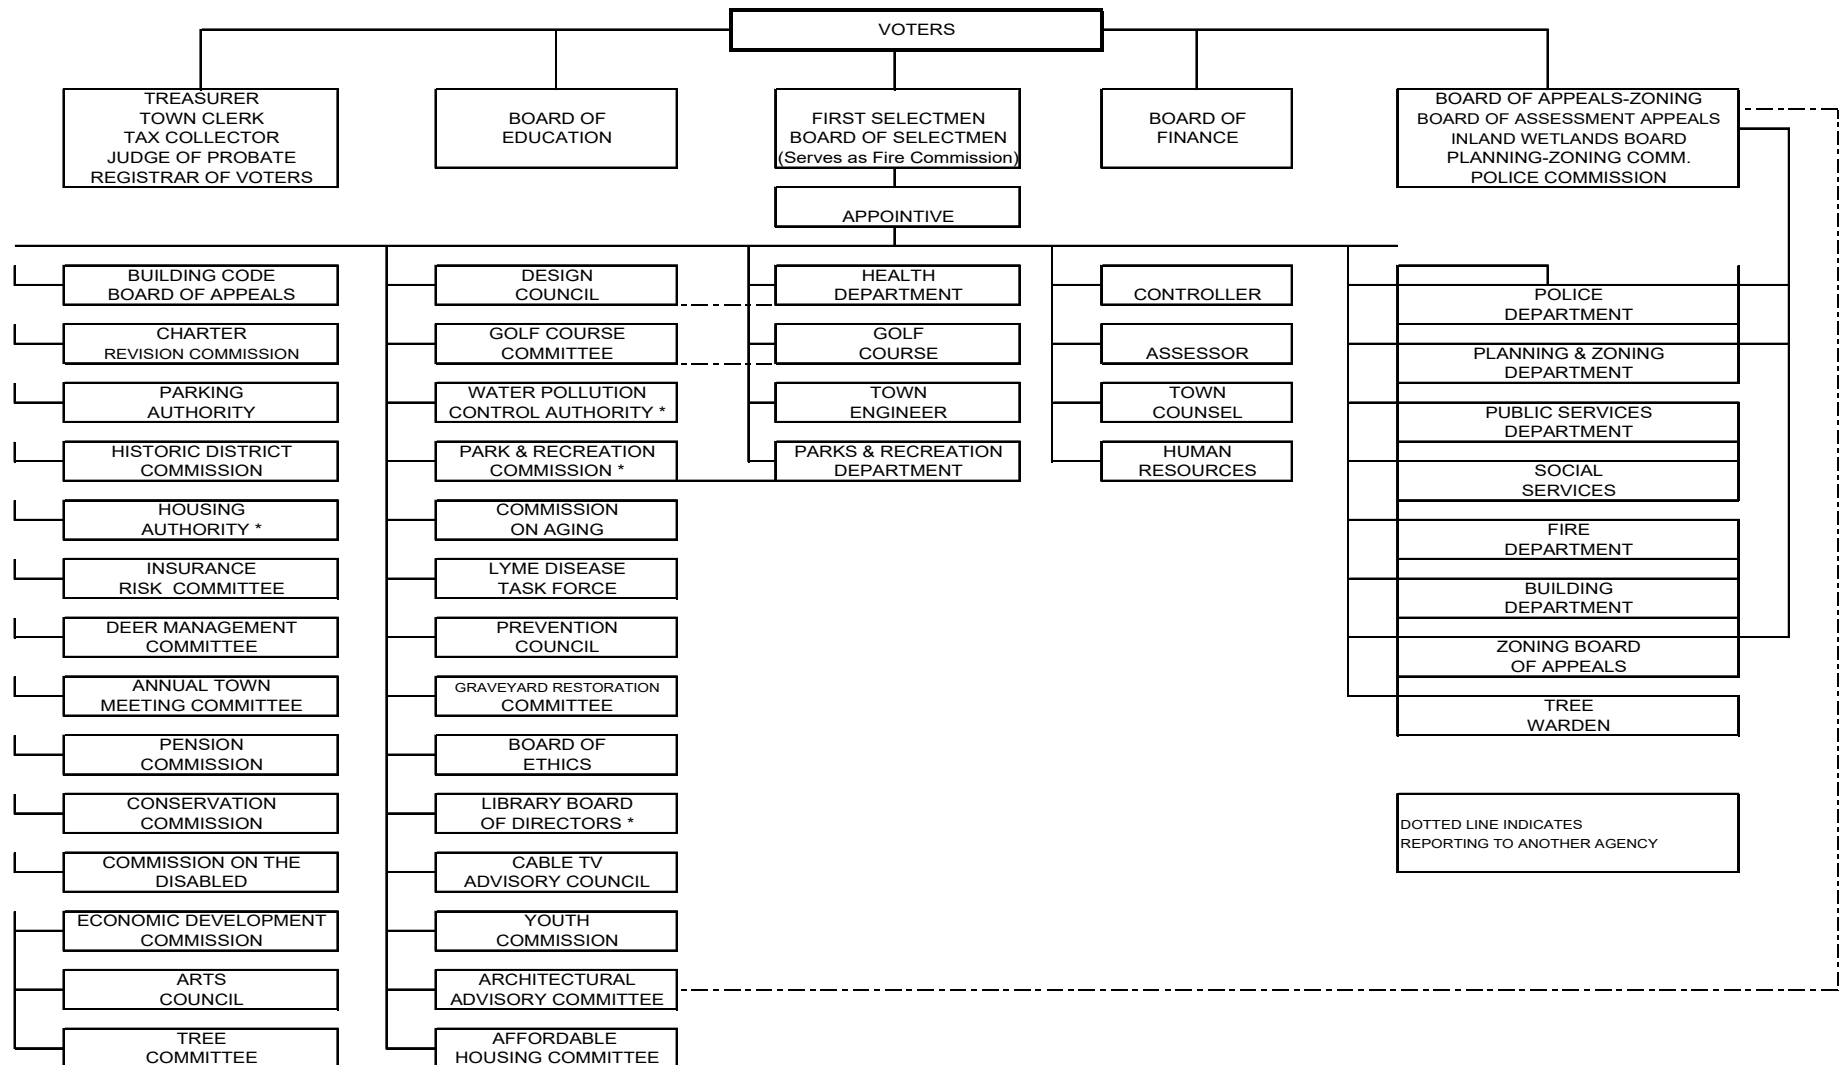 VOTERS
TREASURER
TOWN CLERK
TAX COLLECTOR
JUDGE OF PROBATE
REGISTRAR OF VOTERS
BOARD OF
EDUCATION
FIRST SELECTMEN
BOARD OF SELECTMEN
(Serves as Fire Commission)
BOARD OF
FINANCE
BOARD OF APPEALS-ZONING
BOARD OF ASSESSMENT APPEALS
INLAND WETLANDS BOARD
PLANNING-ZONING COMM.
POLICE COMMISSION
APPOINTIVE
BUILDING CODE
BOARD OF APPEALS
CHARTER
REVISION COMMISSION
PARKING
AUTHORITY
HISTORIC DISTRICT
COMMISSION
HOUSING
AUTHORITY *
INSURANCE
RISK COMMITTEE
DEER MANAGEMENT
COMMITTEE
ANNUAL TOWN
MEETING COMMITTEE
PENSION
COMMISSION
CONSERVATION
COMMISSION
COMMISSION ON THE
DISABLED
ECONOMIC DEVELOPMENT
COMMISSION
ARTS
COUNCIL
TREE
COMMITTEE
DESIGN
COUNCIL
GOLF COURSE
COMMITTEE
WATER POLLUTION
CONTROL AUTHORITY *
PARK & RECREATION
COMMISSION *
COMMISSION
ON AGING
LYME DISEASE
TASK FORCE
PREVENTION
COUNCIL
GRAVEYARD RESTORATION
COMMITTEE
BOARD OF
ETHICS
LIBRARY BOARD
OF DIRECTORS *
CABLE TV
ADVISORY COUNCIL
YOUTH
COMMISSION
ARCHITECTURAL
ADVISORY COMMITTEE
AFFORDABLE
HOUSING COMMITTEE
HEALTH
DEPARTMENT
GOLF
COURSE
TOWN
ENGINEER
PARKS & RECREATION
DEPARTMENT
CONTROLLER
ASSESSOR
TOWN
COUNSEL
HUMAN
RESOURCES
POLICE
DEPARTMENT
PLANNING & ZONING
DEPARTMENT
PUBLIC SERVICES
DEPARTMENT
SOCIAL
SERVICES
FIRE
DEPARTMENT
BUILDING
DEPARTMENT
ZONING BOARD
OF APPEALS
TREE
WARDEN
DOTTED LINE INDICATES
REPORTING TO ANOTHER AGENCY